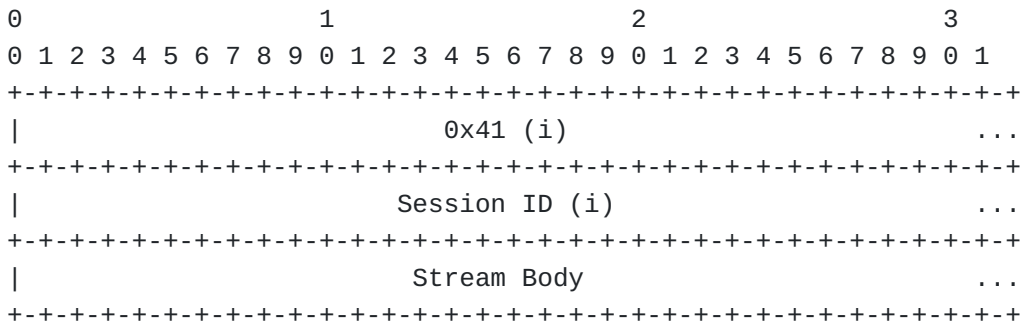 0                   1                   2                   3
0 1 2 3 4 5 6 7 8 9 0 1 2 3 4 5 6 7 8 9 0 1 2 3 4 5 6 7 8 9 0 1
+-+-+-+-+-+-+-+-+-+-+-+-+-+-+-+-+-+-+-+-+-+-+-+-+-+-+-+-+-+-+-+-+
|                           0x41 (i)                          ...
+-+-+-+-+-+-+-+-+-+-+-+-+-+-+-+-+-+-+-+-+-+-+-+-+-+-+-+-+-+-+-+-+
|                        Session ID (i)                       ...
+-+-+-+-+-+-+-+-+-+-+-+-+-+-+-+-+-+-+-+-+-+-+-+-+-+-+-+-+-+-+-+-+
|                         Stream Body                         ...
+-+-+-+-+-+-+-+-+-+-+-+-+-+-+-+-+-+-+-+-+-+-+-+-+-+-+-+-+-+-+-+-+